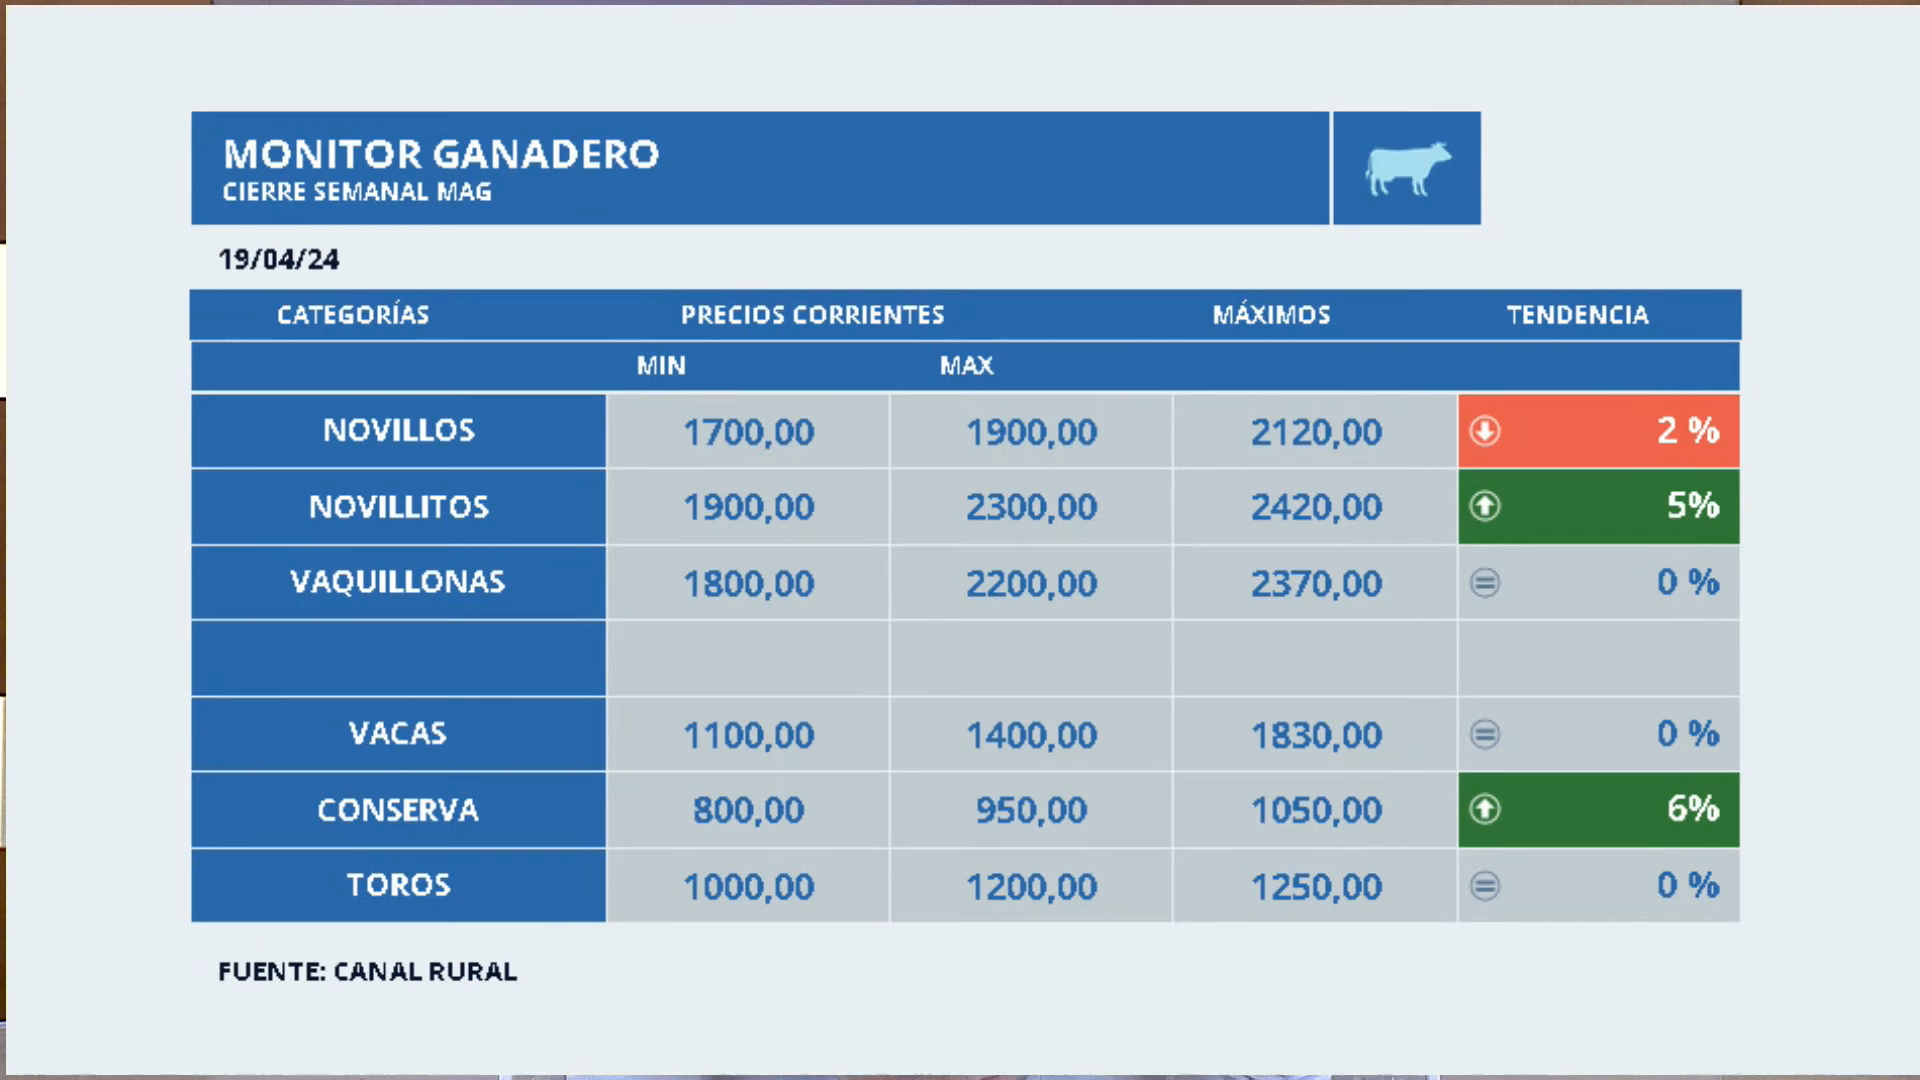 MONITOR GANADERO
CIERRE SEMANAL MAG
19/04/24
CATEGORÍAS PRECIOS CORRIENTES MÁXIMOS TENDENCIA
MIN MAX
NOVILLOS 1700,00 1900,00 2120,00 2 %
NOVILLITOS 1900,00 2300,00 2420,00 5%
VAQUILLONAS 1800,00 2200,00 2370,00 0 %
VACAS 1100,00 1400,00 1830,00 0 %
CONSERVA 800,00 950,00 1050,00 6%
TOROS 1000,00 1200,00 1250,00 0 %
FUENTE: CANAL RURAL